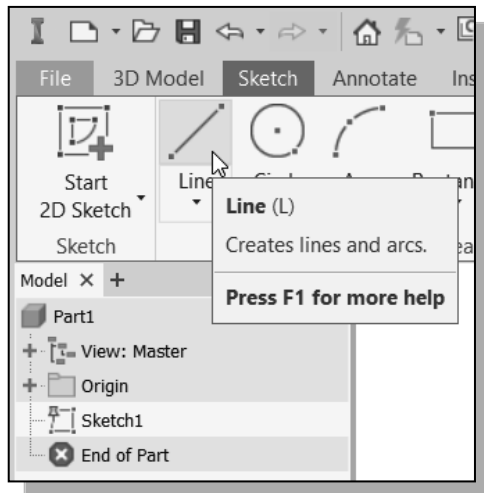 File 3D Model Sketch Annotate Ins
Start
2D Sketch
Line
Sketch
Line (L)
Creates lines and arcs.
Press F1 for more help
Model
Part1
View: Master
Origin
Sketch1
End of Part